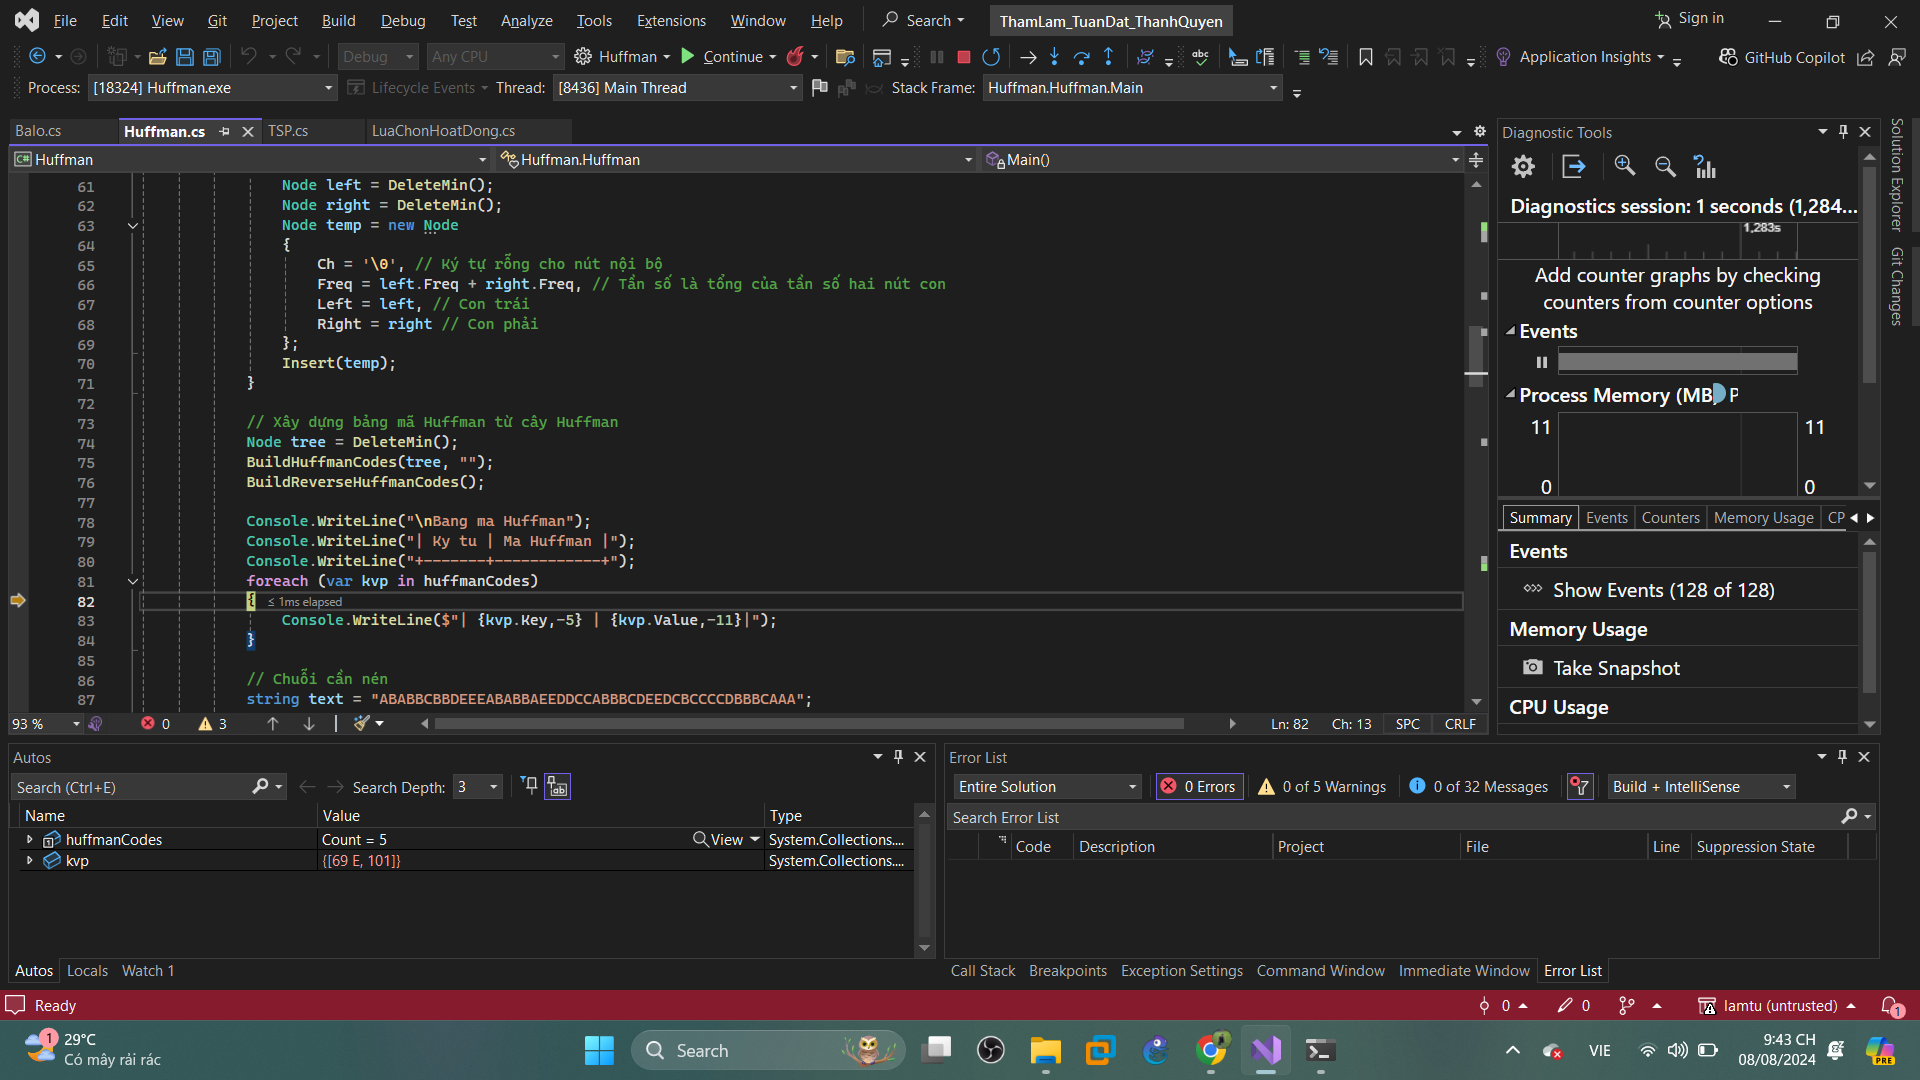 File Edit View Git Project Build Debug Test Analyze Tools Extensions Window Help Search ThamLam_TuanDat_ThanhQuyen Sign in
Debug Any CPU Huffman Continue Application Insights GitHub Copilot
Process: [18324] Huffman.exe Lifecycle Events Thread: [8436] Main Thread Stack Frame: Huffman.Huffman.Main
Balo.cs Huffman.cs TSP.cs LuaChonHoatDong.cs
Huffman Huffman.Huffman Main()
61 Node left = DeleteMin();
62 Node right = DeleteMin();
63 Node temp = new Node
64 {
65 Ch = '\0', // Ký tự rỗng cho nút nội bộ
66 Freq = left.Freq + right.Freq, // Tần số là tổng của tần số hai nút con
67 Left = left, // Con trái
68 Right = right // Con phải
69 };
70 Insert(temp);
71 }
72
73 // Xây dựng bảng mã Huffman từ cây Huffman
74 Node tree = DeleteMin();
75 BuildHuffmanCodes(tree, "");
76 BuildReverseHuffmanCodes();
77
78 Console.WriteLine("\nBang ma Huffman");
79 Console.WriteLine("| Ky tu | Ma Huffman |");
80 Console.WriteLine("+-------+------------+");
81 foreach (var kvp in huffmanCodes)
82 { ≤ 1ms elapsed
83 Console.WriteLine($"| {kvp.Key,-5} | {kvp.Value,-11}|");
84 }
85
86 // Chuỗi cần nén
87 string text = "ABABBCBBDEEEABABBAEEDDCCABBBCDEEDCBCCCCDBBBCAAA";
93 % 0 3 Ln: 82 Ch: 13 SPC CRLF
Diagnostic Tools
Diagnostics session: 1 seconds (1,284...
1,283s
Add counter graphs by checking
counters from counter options
Events
Process Memory (MB) P
11 11
0 0
Summary Events Counters Memory Usage CP
Events
Show Events (128 of 128)
Memory Usage
Take Snapshot
CPU Usage
Solution Explorer
Git Changes
Autos
Search (Ctrl+E) Search Depth: 3
Name Value Type
huffmanCodes Count = 5 View System.Collections....
kvp {[69 E, 101]} System.Collections....
Autos Locals Watch 1
Error List
Entire Solution 0 Errors 0 of 5 Warnings 0 of 32 Messages Build + IntelliSense
Search Error List
Code Description Project File Line Suppression State
Call Stack Breakpoints Exception Settings Command Window Immediate Window Error List
Ready 0 0 lamtu (untrusted) 1
1 29°C
Có mây rải rác
Search
VIE
9:43 CH
08/08/2024
PRE